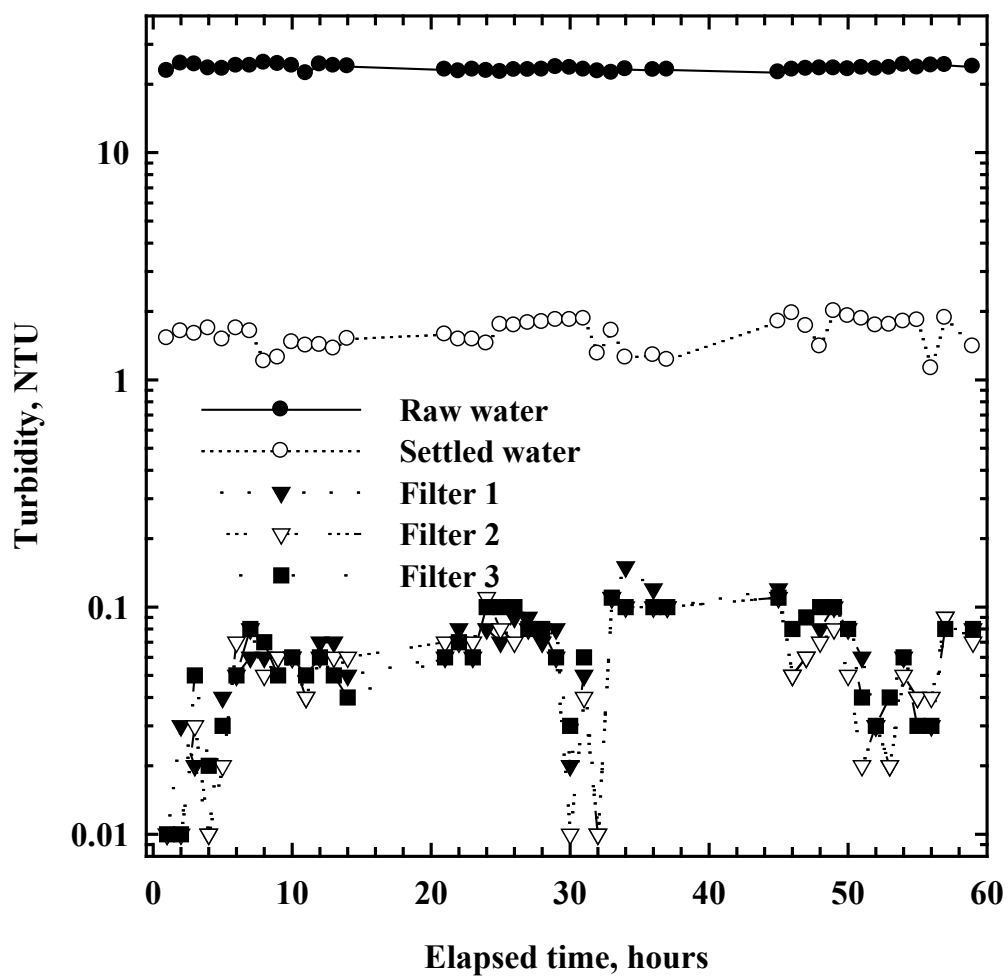 10
1
0.1
0.01
Turbidity, NTU
Raw water
Settled water
Filter 1
Filter 2
Filter 3
0 10 20 30 40 50 60
Elapsed time, hours